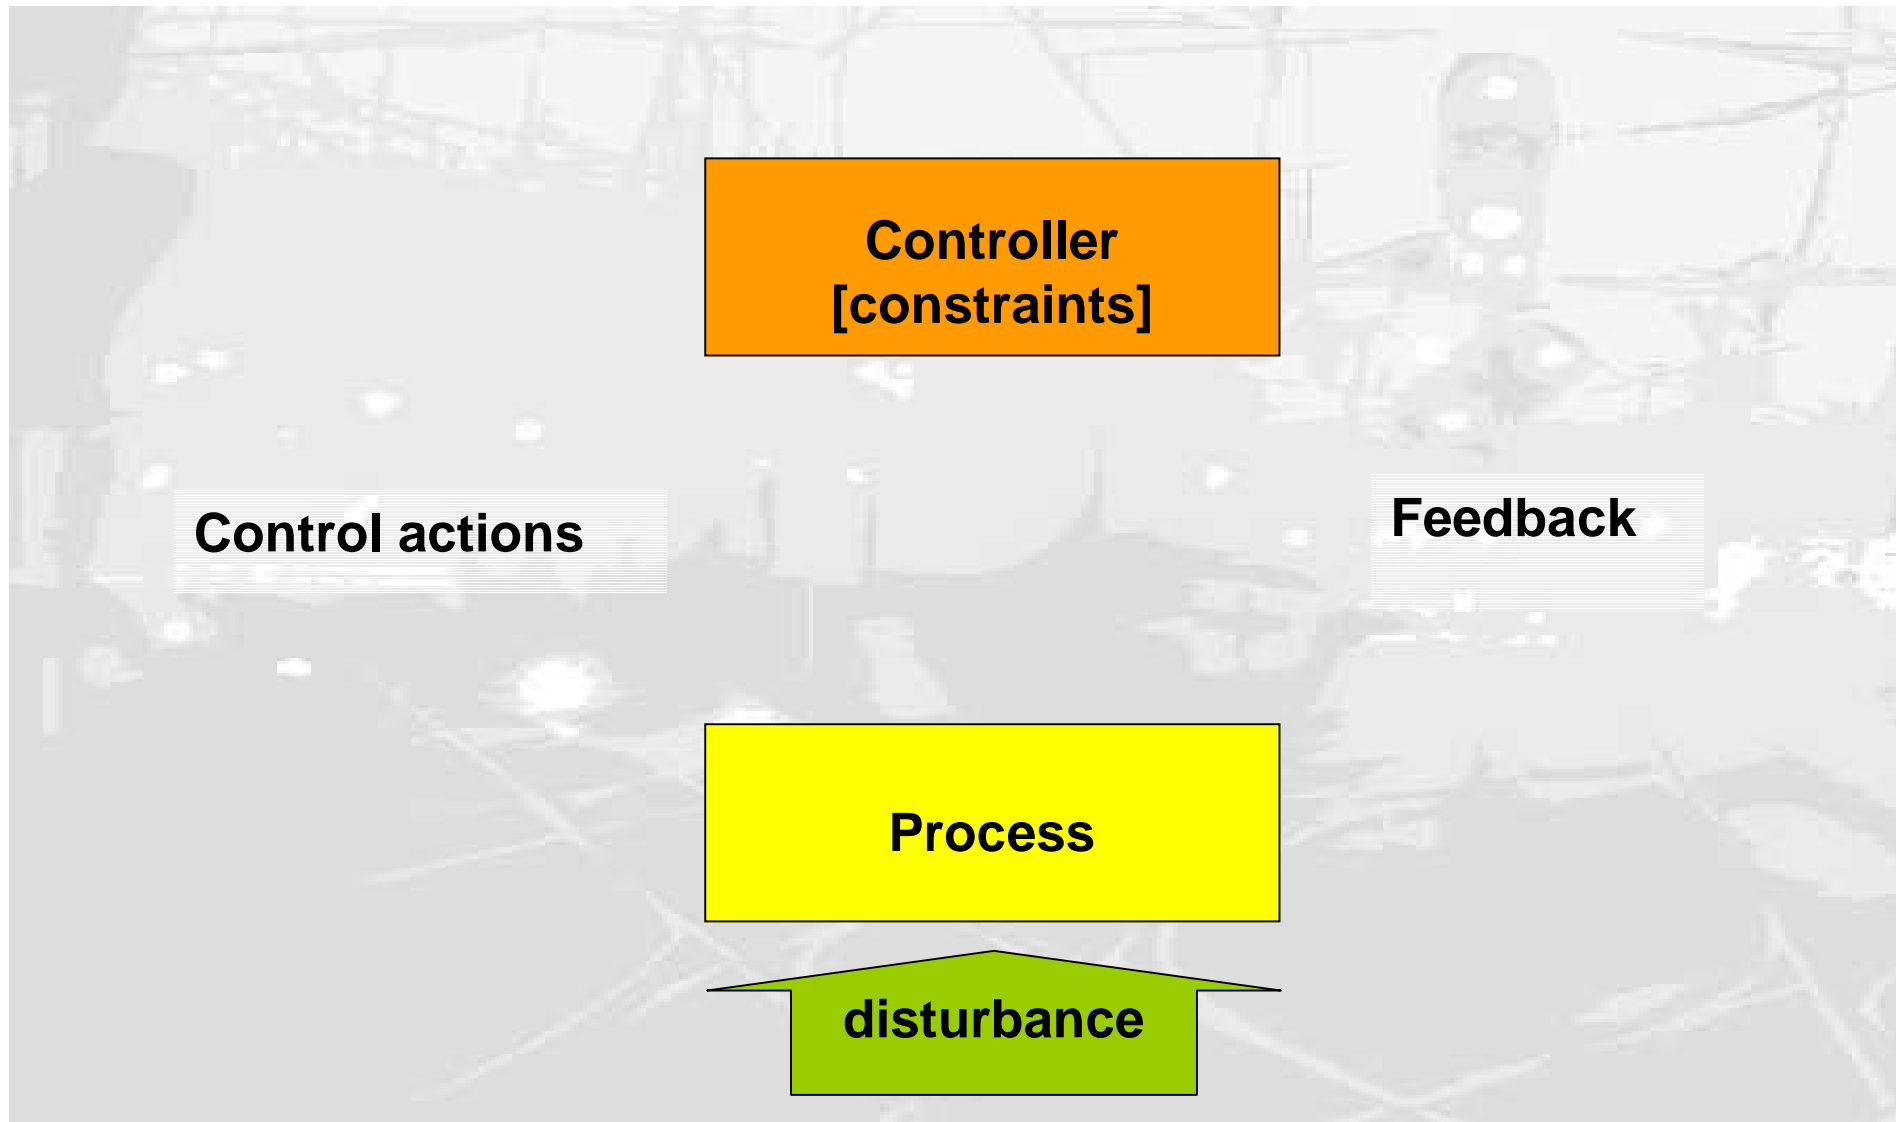 Controller
[constraints]
Control actions
Feedback
Process
disturbance